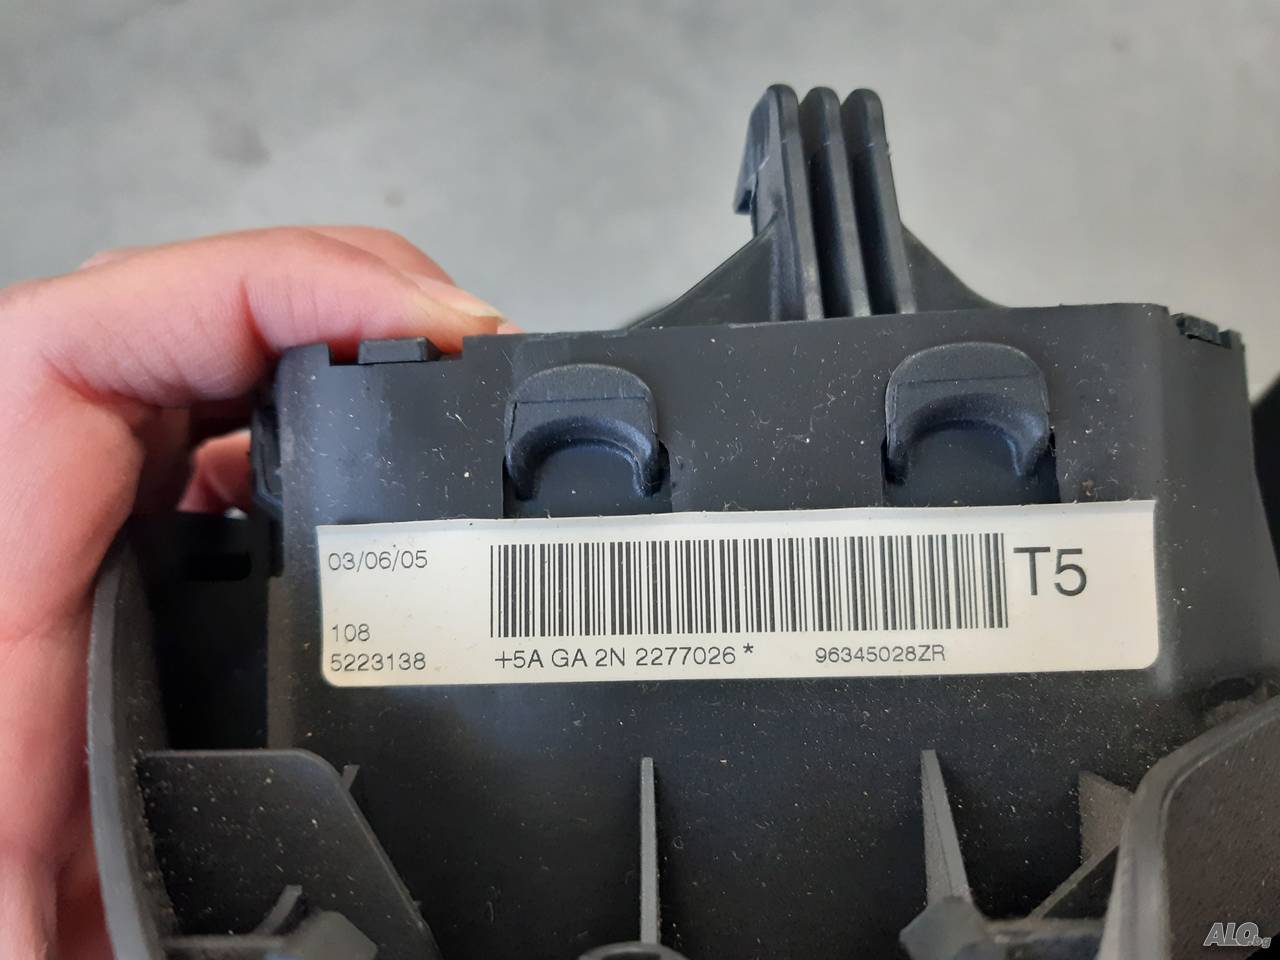 03/06/05
T5
108
5223138
+5A GA 2N 2277026*
96345028ZR
ALO.bg